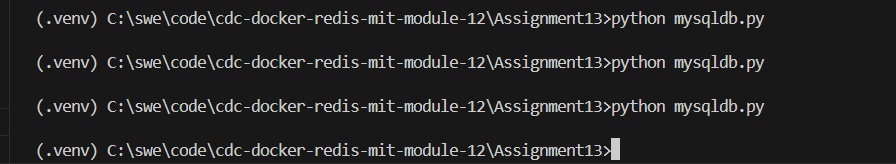 (.venv) C:\swe\code\cdc-docker-redis-mit-module-12\Assignment13>python mysqldb.py
(.venv) C:\swe\code\cdc-docker-redis-mit-module-12\Assignment13>python mysqldb.py
(.venv) C:\swe\code\cdc-docker-redis-mit-module-12\Assignment13>python mysqldb.py
(.venv) C:\swe\code\cdc-docker-redis-mit-module-12\Assignment13>